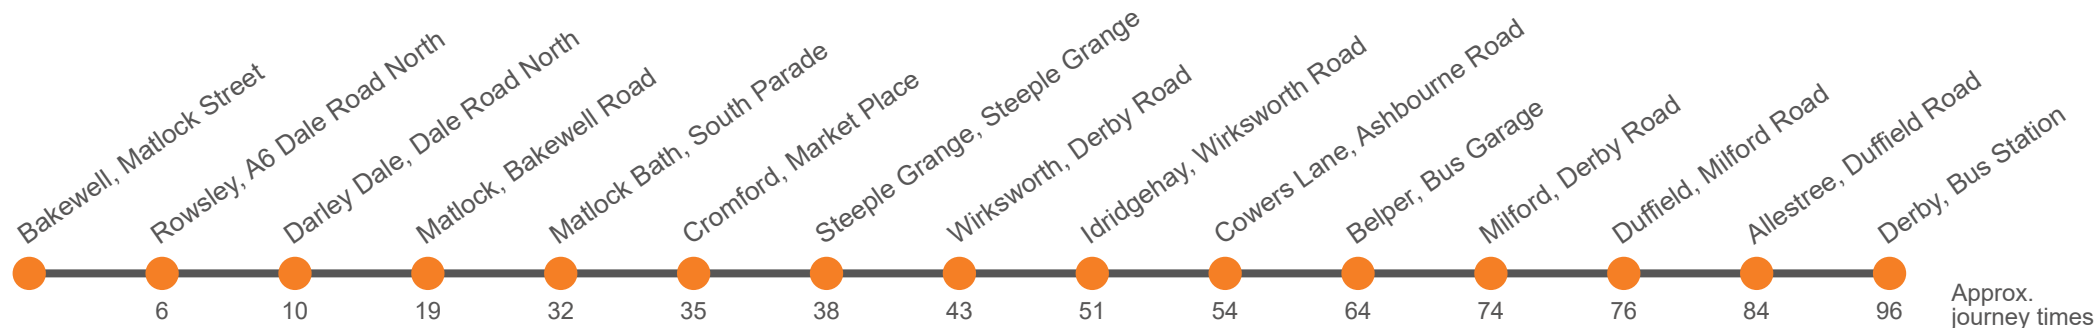 Bakewell, Matlock Street
Rowsley, A6 Dale Road North
Darley Dale, Dale Road North
Matlock, Bakewell Road
Matlock Bath, South Parade
Cromford, Market Place
Steeple Grange, Steeple Grange
Wirksworth, Derby Road
Idridgehay, Wirksworth Road
Cowers Lane, Ashbourne Road
Belper, Bus Garage
Milford, Derby Road
Duffield, Milford Road
Allestree, Duffield Road
Derby, Bus Station
6 10 19 32 35 38 43 51 54 64 74 76 84 96
Approx.
journey times